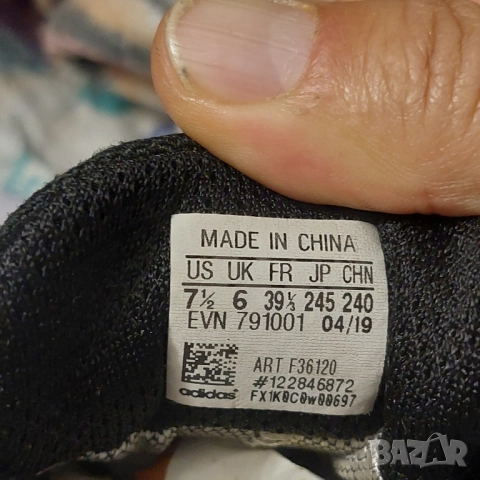 MADE IN CHINA
US UK FR JP CHN
7½ 6 39⅓ 245 240
EVN 791001 04/19
ART F36120
#122846872
adidas FX1K0C0w00697
BAZAR